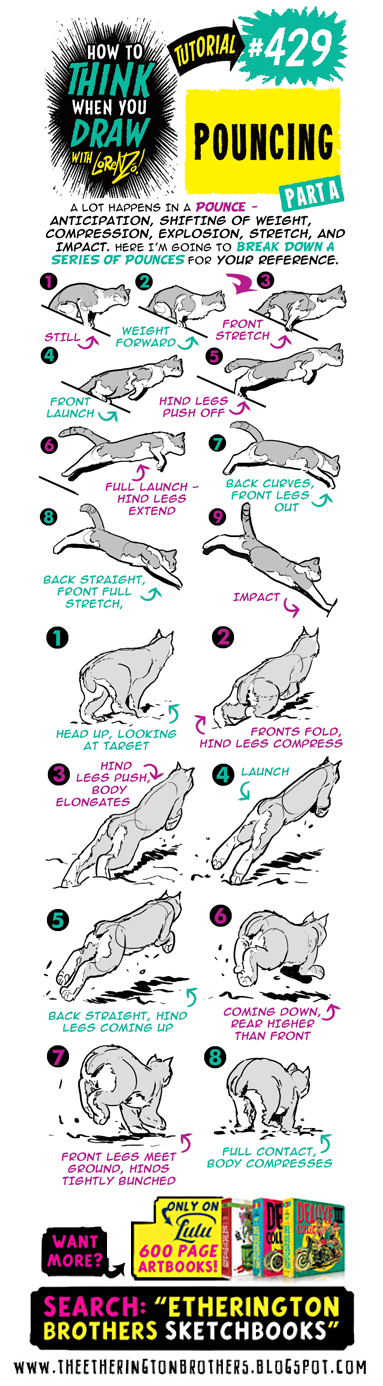 HOW TO
THINK
WHEN YOU
DRAW
WITH LORENZO!
TUTORIAL
#429
POUNCING
PART A
A LOT HAPPENS IN A POUNCE -
ANTICIPATION, SHIFTING OF WEIGHT,
COMPRESSION, EXPLOSION, STRETCH, AND
IMPACT. HERE I'M GOING TO BREAK DOWN A
SERIES OF POUNCES FOR YOUR REFERENCE.
1
STILL
2
WEIGHT
FORWARD
3
FRONT
STRETCH
4
FRONT
LAUNCH
5
HIND LEGS
PUSH OFF
6
FULL LAUNCH -
HIND LEGS
EXTEND
7
BACK CURVES,
FRONT LEGS
OUT
8
BACK STRAIGHT,
FRONT FULL
STRETCH,
9
IMPACT
1
HEAD UP, LOOKING
AT TARGET
2
FRONTS FOLD,
HIND LEGS COMPRESS
3
HIND
LEGS PUSH,
BODY
ELONGATES
4
LAUNCH
5
BACK STRAIGHT, HIND
LEGS COMING UP
6
COMING DOWN,
REAR HIGHER
THAN FRONT
7
FRONT LEGS MEET
GROUND, HINDS
TIGHTLY BUNCHED
8
FULL CONTACT,
BODY COMPRESSES
WANT
MORE?
ONLY ON
Lulu
600 PAGE
ARTBOOKS!
SEARCH: "ETHERINGTON
BROTHERS SKETCHBOOKS"
WWW.THEETHERINGTONBROTHERS.BLOGSPOT.COM